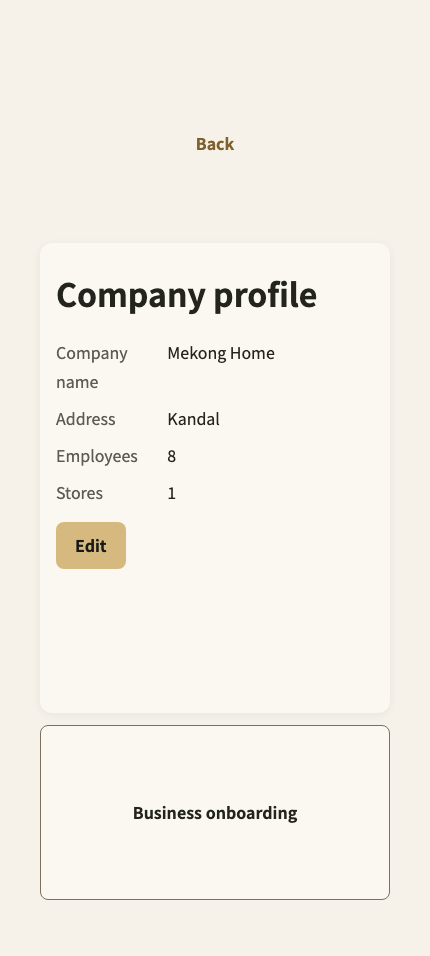 Back
Company profile
Company name
Mekong Home
Address
Kandal
Employees
8
Stores
1
Edit
Business onboarding